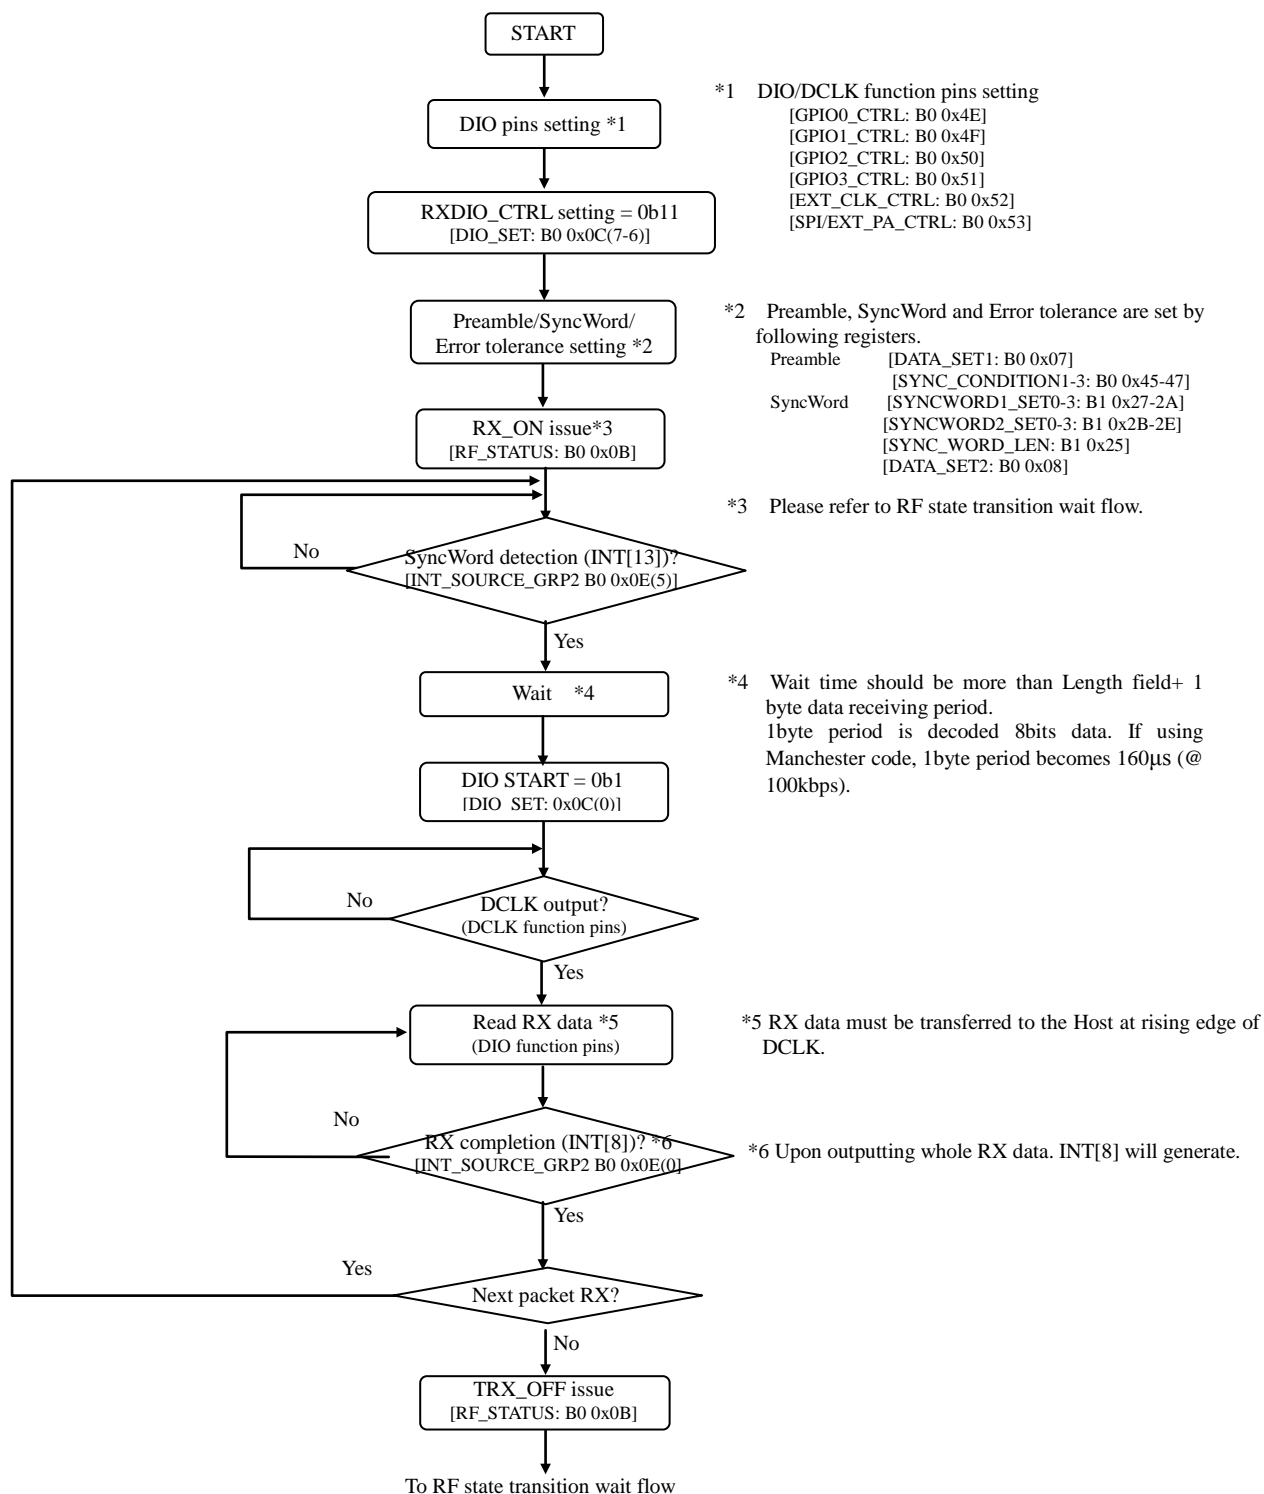 START
DIO pins setting *1
*1 DIO/DCLK function pins setting
[GPIO0_CTRL: B0 0x4E]
[GPIO1_CTRL: B0 0x4F]
[GPIO2_CTRL: B0 0x50]
[GPIO3_CTRL: B0 0x51]
[EXT_CLK_CTRL: B0 0x52]
[SPI/EXT_PA_CTRL: B0 0x53]
RXDIO_CTRL setting = 0b11
[DIO_SET: B0 0x0C(7-6)]
Preamble/SyncWord/
Error tolerance setting *2
*2 Preamble, SyncWord and Error tolerance are set by
following registers.
Preamble [DATA_SET1: B0 0x07]
[SYNC_CONDITION1-3: B0 0x45-47]
SyncWord [SYNCWORD1_SET0-3: B1 0x27-2A]
[SYNCWORD2_SET0-3: B1 0x2B-2E]
[SYNC_WORD_LEN: B1 0x25]
[DATA_SET2: B0 0x08]
RX_ON issue*3
[RF_STATUS: B0 0x0B]
*3 Please refer to RF state transition wait flow.
No
SyncWord detection (INT[13])?
[INT_SOURCE_GRP2 B0 0x0E(5)]
Yes
Wait *4
*4 Wait time should be more than Length field+ 1
byte data receiving period.
1byte period is decoded 8bits data. If using
Manchester code, 1byte period becomes 160µs (@
100kbps).
DIO START = 0b1
[DIO_SET: 0x0C(0)]
No
DCLK output?
(DCLK function pins)
Yes
Read RX data *5
(DIO function pins)
*5 RX data must be transferred to the Host at rising edge of
DCLK.
No
RX completion (INT[8])? *6
[INT_SOURCE_GRP2 B0 0x0E(0]
*6 Upon outputting whole RX data. INT[8] will generate.
Yes
Yes
Next packet RX?
No
TRX_OFF issue
[RF_STATUS: B0 0x0B]
To RF state transition wait flow